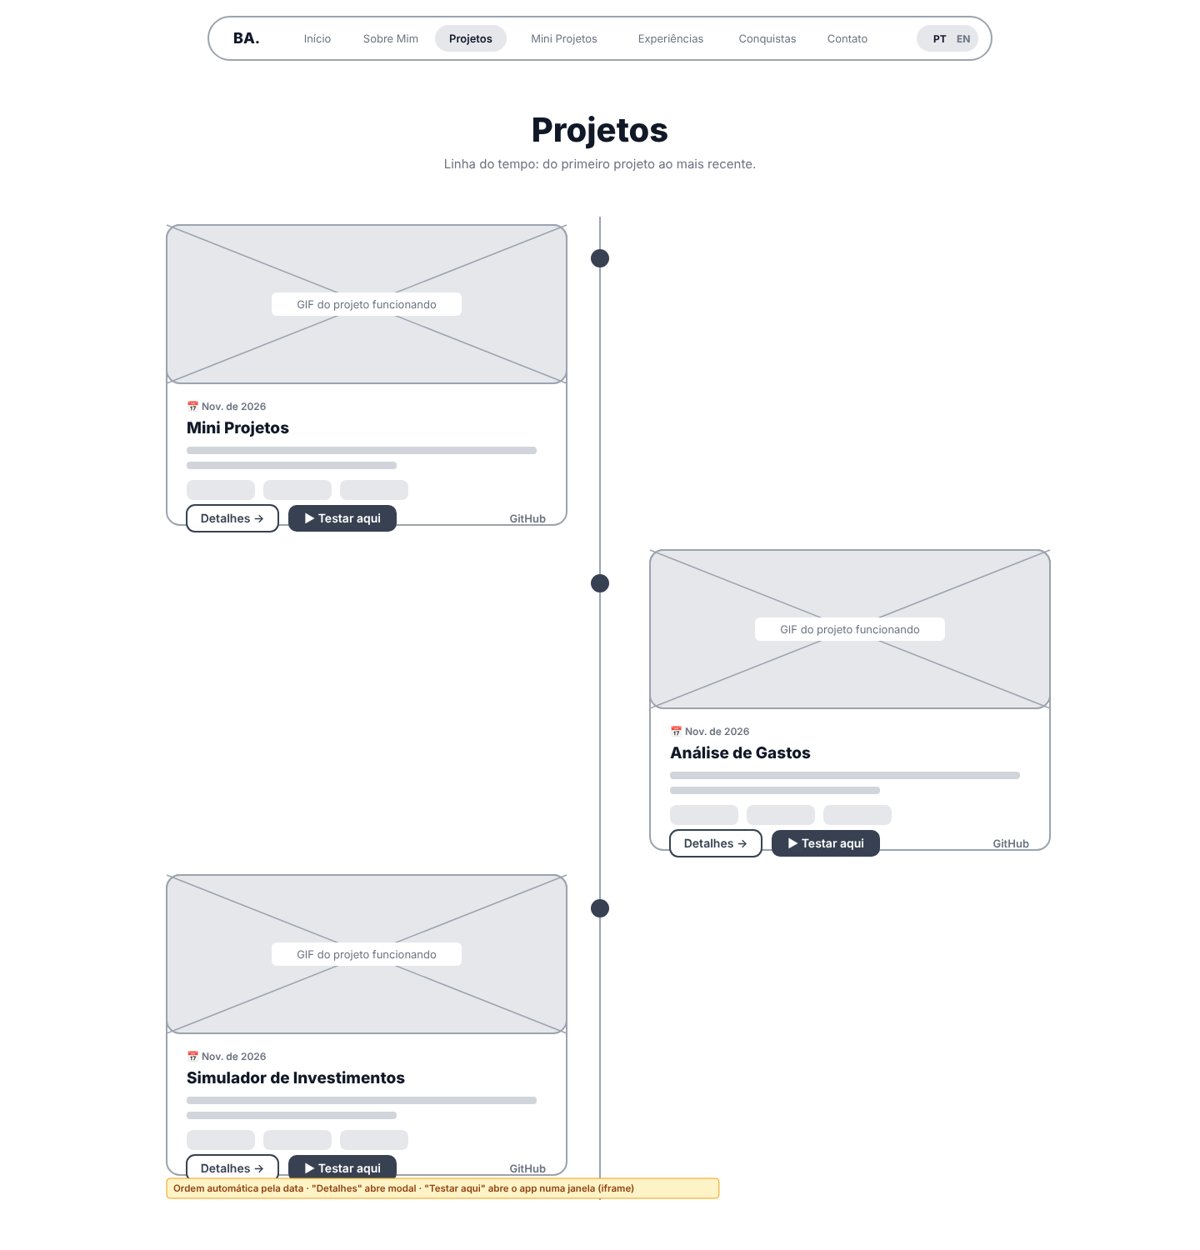 BA. Início Sobre Mim Projetos Mini Projetos Experiências Conquistas Contato PT EN
Projetos
Linha do tempo: do primeiro projeto ao mais recente.
GIF do projeto funcionando
📅 Nov. de 2026
Mini Projetos
Detalhes → ▶ Testar aqui GitHub
GIF do projeto funcionando
📅 Nov. de 2026
Análise de Gastos
Detalhes → ▶ Testar aqui GitHub
GIF do projeto funcionando
📅 Nov. de 2026
Simulador de Investimentos
Detalhes → ▶ Testar aqui GitHub
Ordem automática pela data · "Detalhes" abre modal · "Testar aqui" abre o app numa janela (iframe)